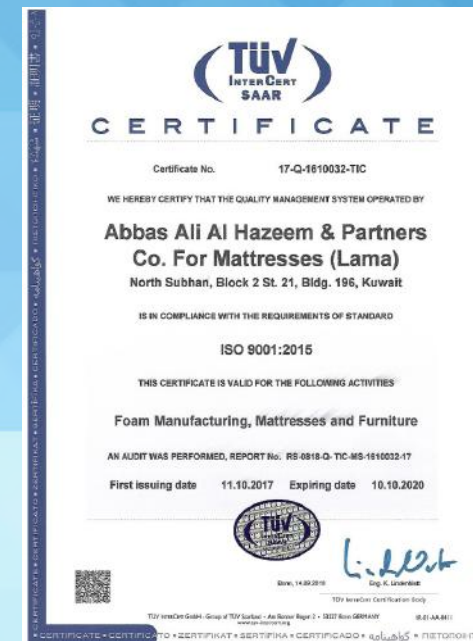 TÜV
INTERCERT
SAAR
CERTIFICATE
Certificate No. 17-Q-1610032-TIC
WE HEREBY CERTIFY THAT THE QUALITY MANAGEMENT SYSTEM OPERATED BY
Abbas Ali Al Hazeem & Partners
Co. For Mattresses (Lama)
North Subhan, Block 2 St. 21, Bldg. 196, Kuwait
IS IN COMPLIANCE WITH THE REQUIREMENTS OF STANDARD
ISO 9001:2015
THIS CERTIFICATE IS VALID FOR THE FOLLOWING ACTIVITIES
Foam Manufacturing, Mattresses and Furniture
AN AUDIT WAS PERFORMED, REPORT No. RS-0818-Q- TIC-MS-1610032-17
First issuing date 11.10.2017 Expiring date 10.10.2020
TÜV
Eng. K. Lindenblatt
TÜV InterCert Certification Body
CERTIFICATE • CERTIFICATO • ZERTIFIKAT • SERTIFIKA • CERTIFICADO